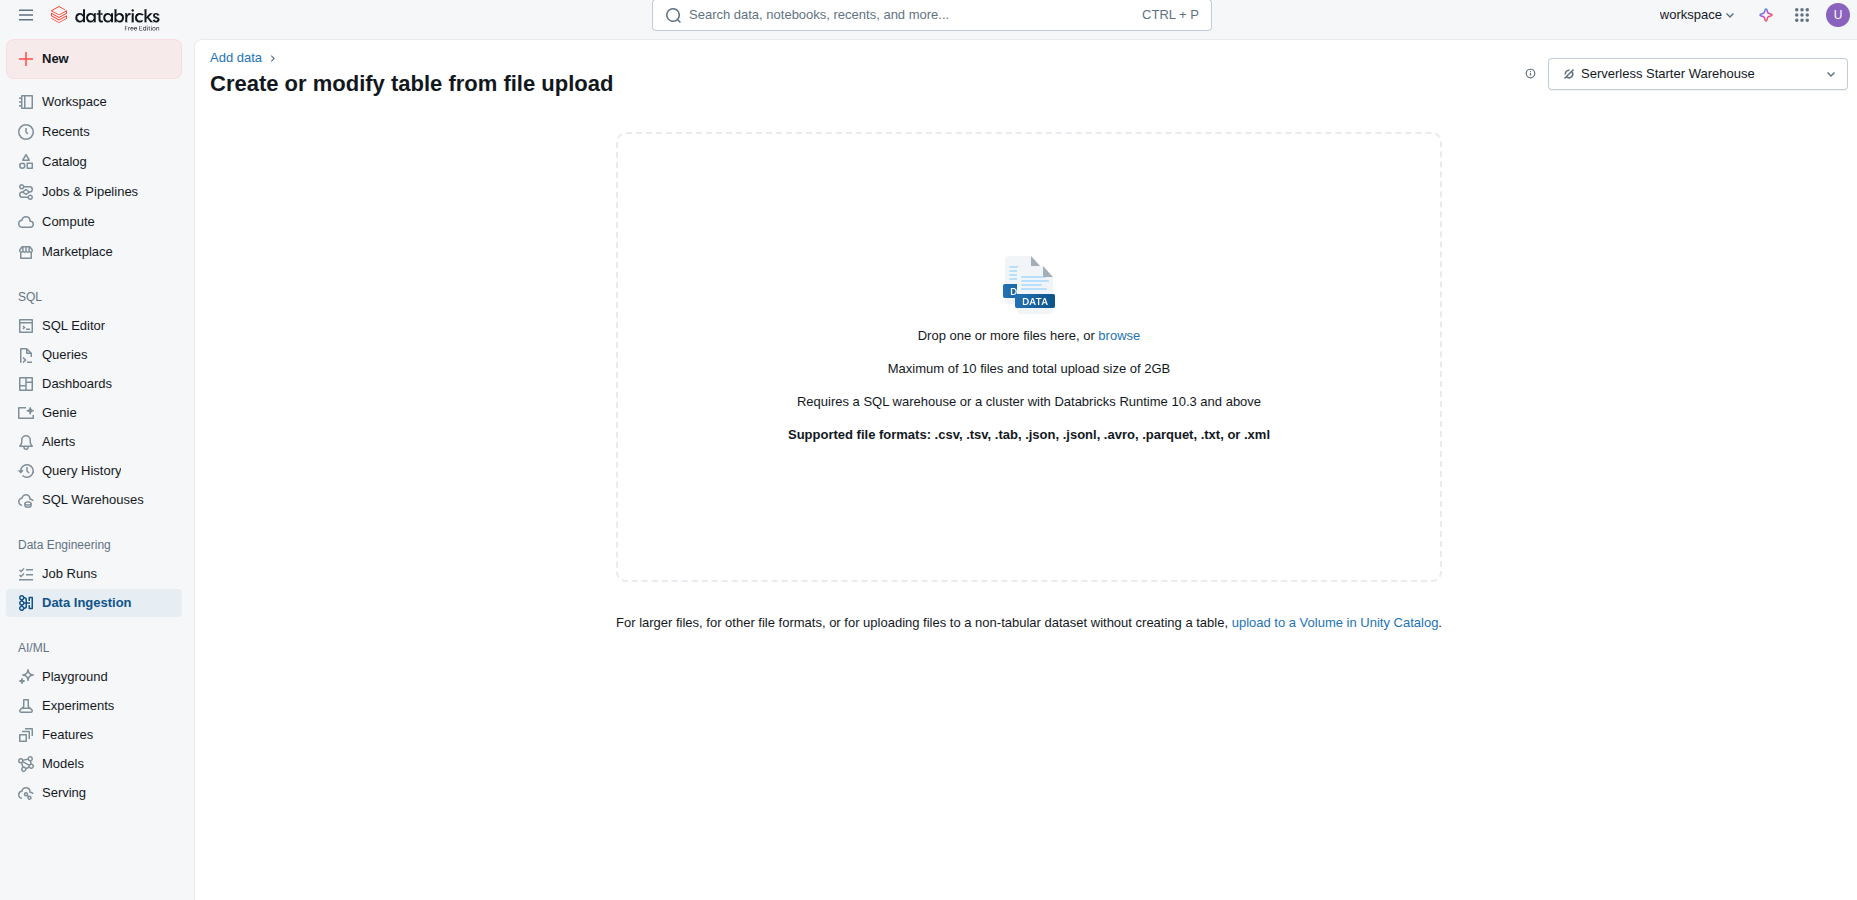 databricks
Free Edition
Search data, notebooks, recents, and more...
CTRL + P
workspace
U
New
Workspace
Recents
Catalog
Jobs & Pipelines
Compute
Marketplace
SQL
SQL Editor
Queries
Dashboards
Genie
Alerts
Query History
SQL Warehouses
Data Engineering
Job Runs
Data Ingestion
AI/ML
Playground
Experiments
Features
Models
Serving
Add data
Create or modify table from file upload
Serverless Starter Warehouse
D
DATA
Drop one or more files here, or browse
Maximum of 10 files and total upload size of 2GB
Requires a SQL warehouse or a cluster with Databricks Runtime 10.3 and above
Supported file formats: .csv, .tsv, .tab, .json, .jsonl, .avro, .parquet, .txt, or .xml
For larger files, for other file formats, or for uploading files to a non-tabular dataset without creating a table, upload to a Volume in Unity Catalog.